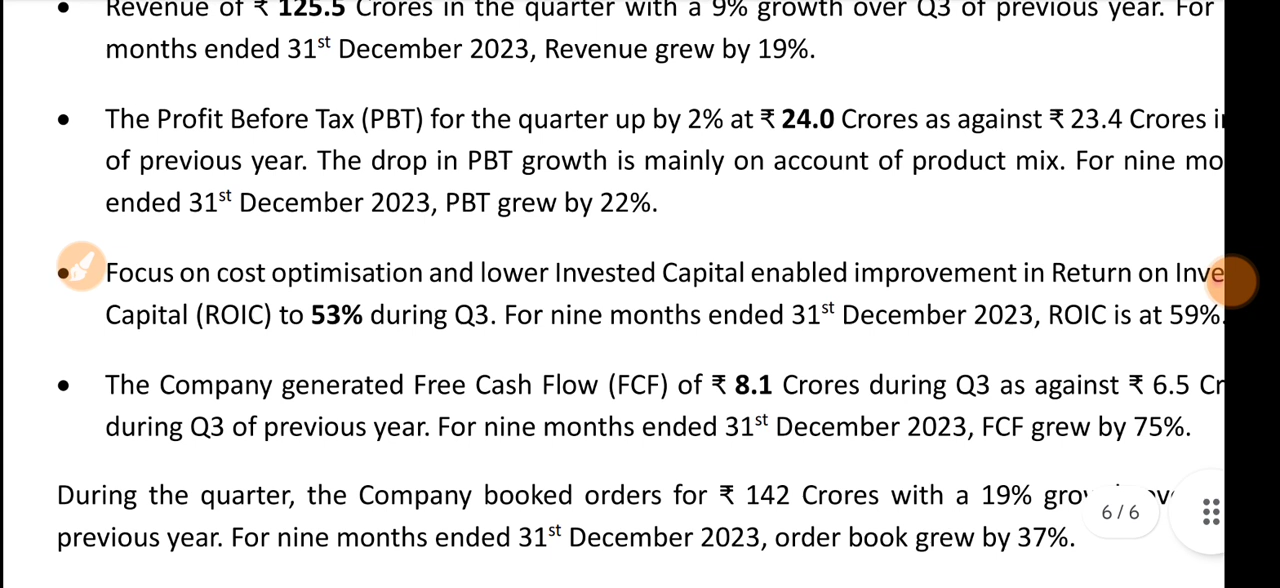 • Revenue of ₹ 125.5 Crores in the quarter with a 9% growth over Q3 of previous year. For
months ended 31st December 2023, Revenue grew by 19%.
• The Profit Before Tax (PBT) for the quarter up by 2% at ₹ 24.0 Crores as against ₹ 23.4 Crores
of previous year. The drop in PBT growth is mainly on account of product mix. For nine mo
ended 31st December 2023, PBT grew by 22%.
• Focus on cost optimisation and lower Invested Capital enabled improvement in Return on Inve
Capital (ROIC) to 53% during Q3. For nine months ended 31st December 2023, ROIC is at 59%.
• The Company generated Free Cash Flow (FCF) of ₹ 8.1 Crores during Q3 as against ₹ 6.5 Cr
during Q3 of previous year. For nine months ended 31st December 2023, FCF grew by 75%.
During the quarter, the Company booked orders for ₹ 142 Crores with a 19%
6 / 6
previous year. For nine months ended 31st December 2023, order book grew by 37%.